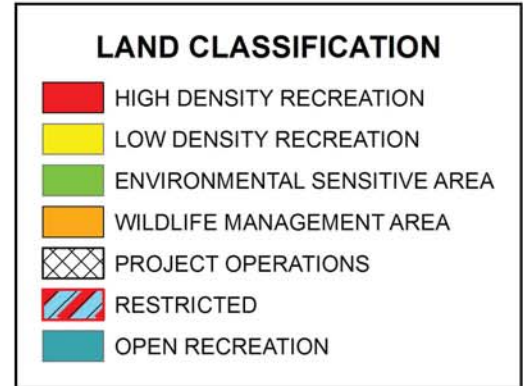 LAND CLASSIFICATION
HIGH DENSITY RECREATION
LOW DENSITY RECREATION
ENVIRONMENTAL SENSITIVE AREA
WILDLIFE MANAGEMENT AREA
PROJECT OPERATIONS
RESTRICTED
OPEN RECREATION